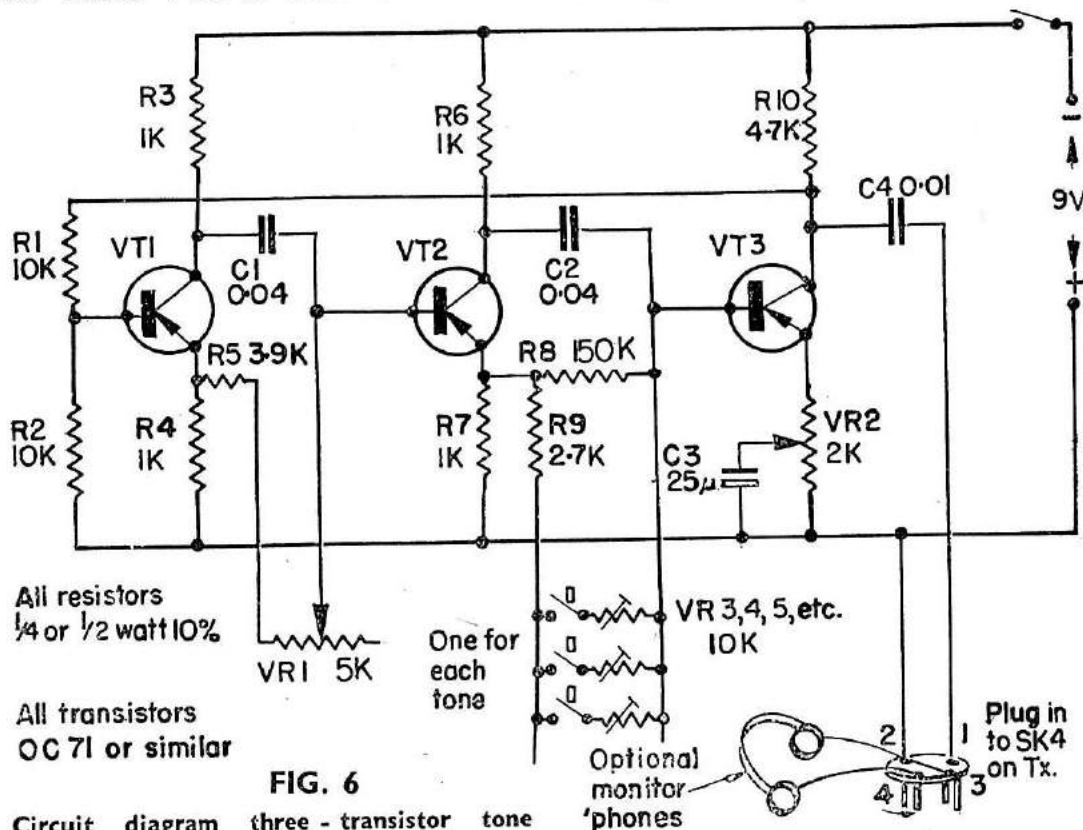 R3
1K
R6
1K
R10
4.7K
C4 0.01
9V
R1
10K
VT1
C1
0.04
VT2
C2
0.04
VT3
R5 3.9K
R8 150K
R2
10K
R4
1K
R7
1K
R9
2.7K
C3
25μ
VR2
2K
All resistors
1/4 or 1/2 watt 10%
VR1 5K
One for
each
tone
VR 3, 4, 5, etc.
10K
All transistors
OC 71 or similar
FIG. 6
Optional
monitor
'phones
2
1
4
3
Plug in
to SK4
on Tx.
Circuit diagram three - transistor tone